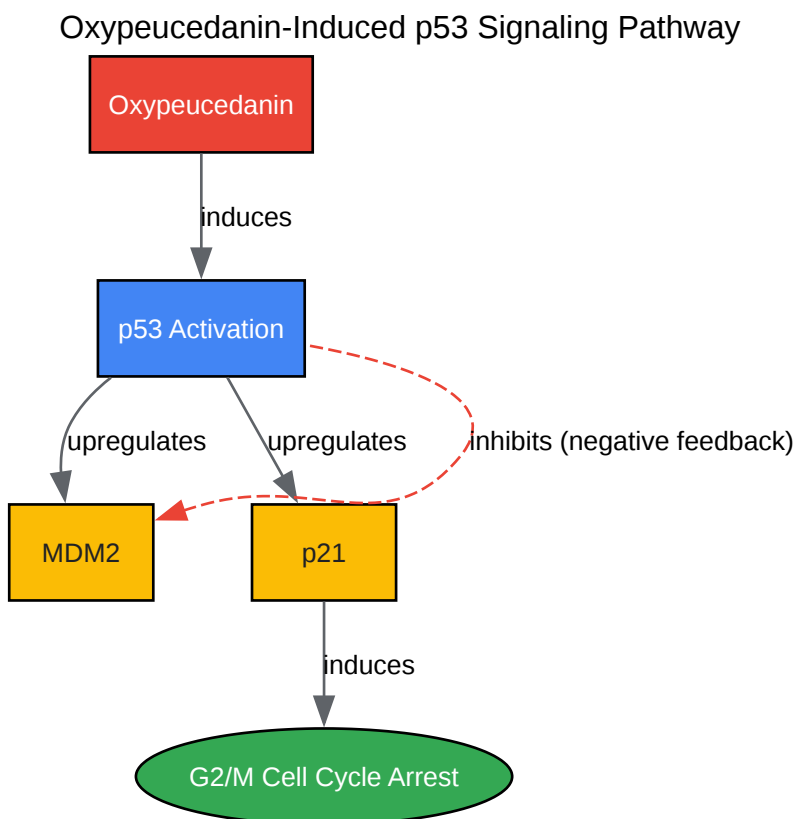 Oxypeucedanin-Induced p53 Signaling Pathway
Oxypeucedanin
induces
p53 Activation
upregulates
upregulates
inhibits (negative feedback)
MDM2
p21
induces
G2/M Cell Cycle Arrest